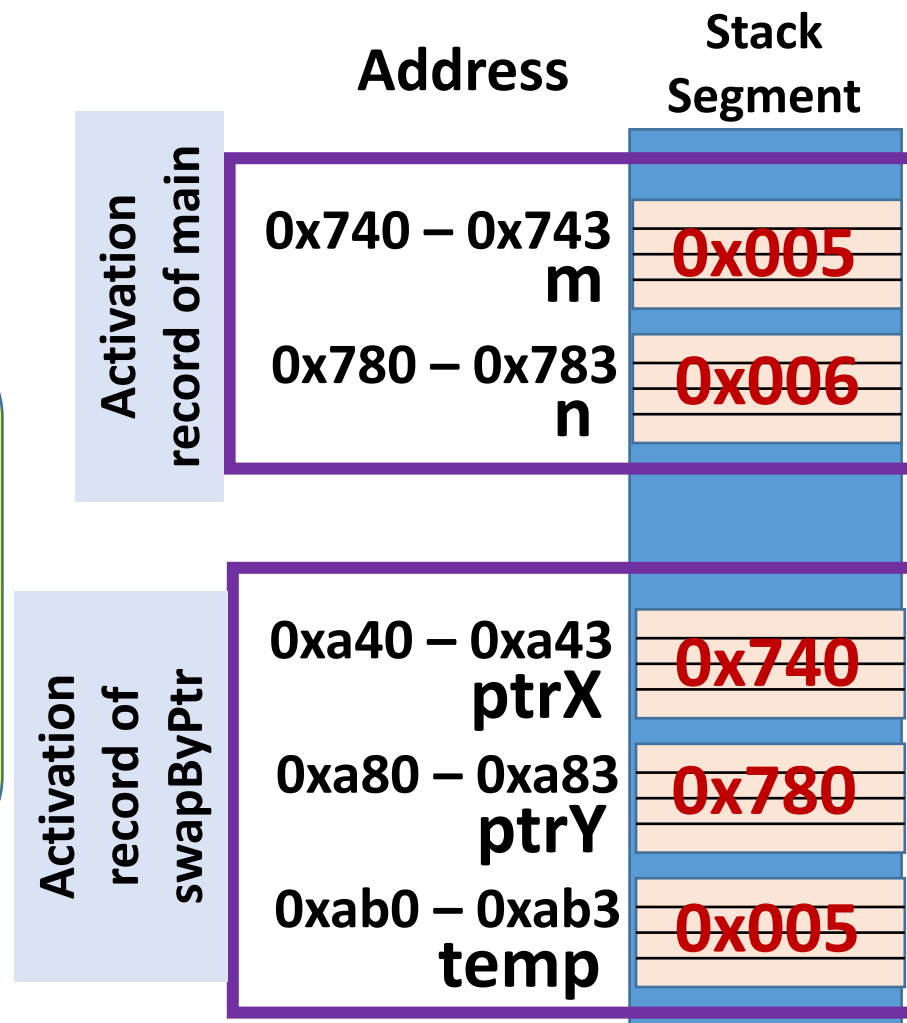 Address
Stack
Segment
Activation
record of main
0x740 – 0x743
m
0x005
0x780 – 0x783
n
0x006
Activation
record of
swapByPtr
0xa40 – 0xa43
ptrX
0x740
0xa80 – 0xa83
ptrY
0x780
0xab0 – 0xab3
temp
0x005